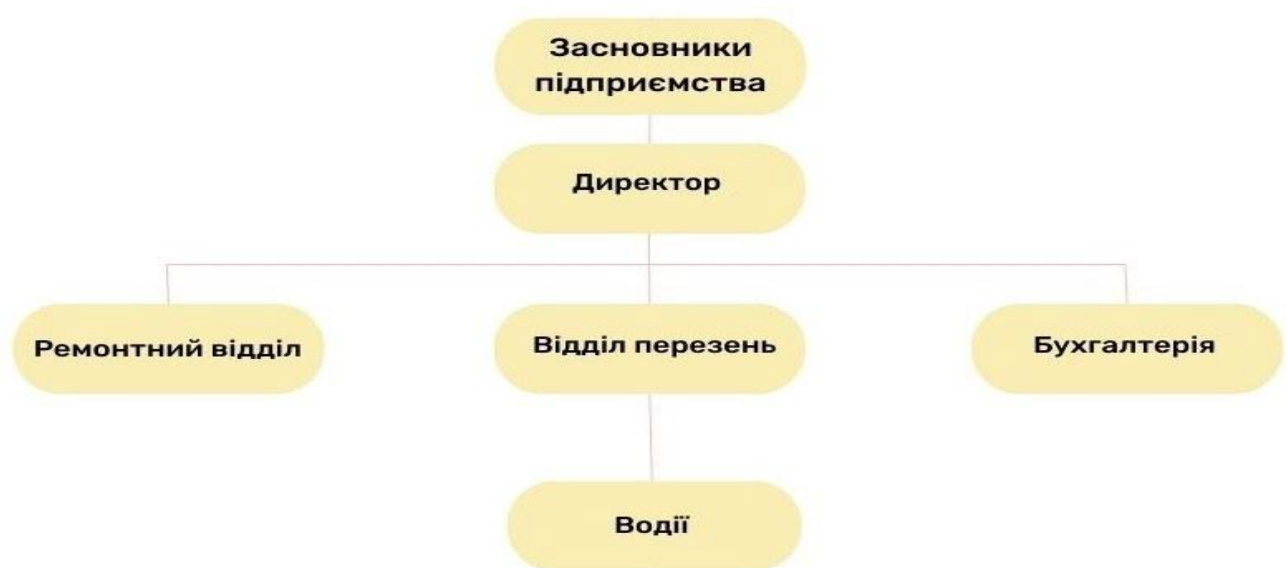 Засновники
підприємства
Директор
Ремонтний відділ
Відділ перезень
Бухгалтерія
Водії